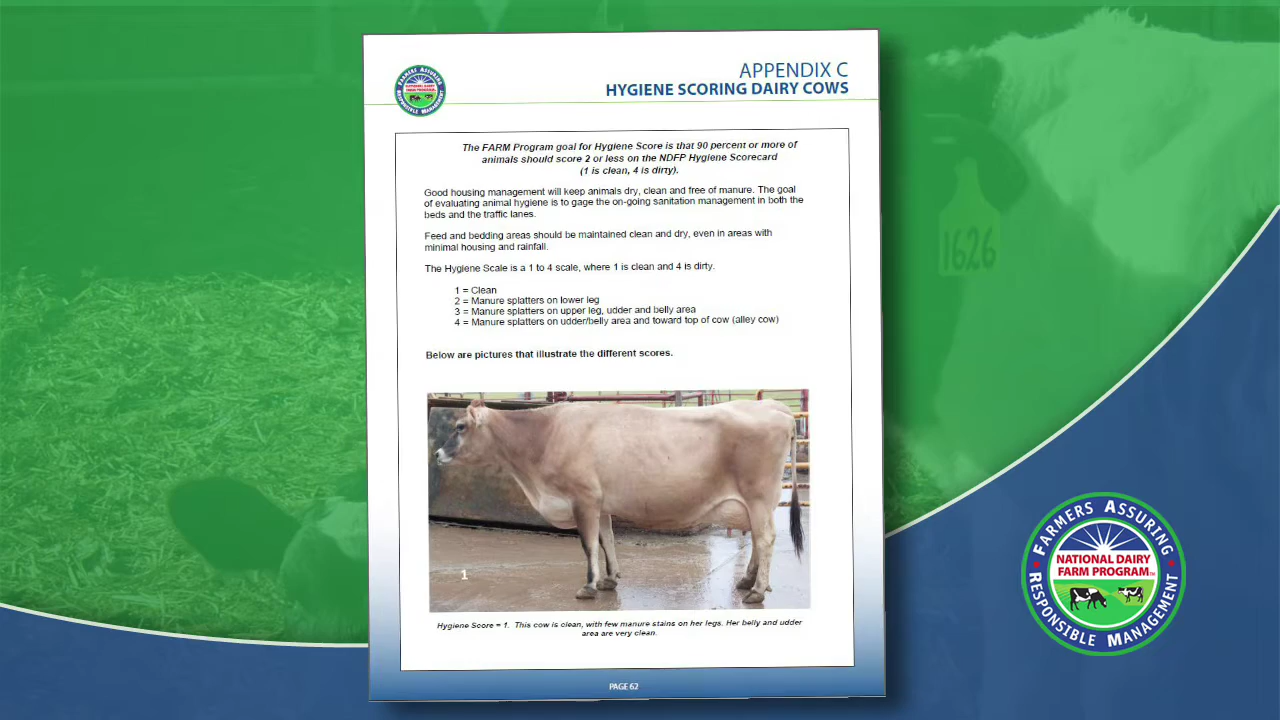 APPENDIX C
HYGIENE SCORING DAIRY COWS
FARMERS ASSURING
NATIONAL DAIRY
FARM PROGRAM
RESPONSIBLE MANAGEMENT
The FARM Program goal for Hygiene Score is that 90 percent or more of
animals should score 2 or less on the NDFP Hygiene Scorecard
(1 is clean, 4 is dirty).
Good housing management will keep animals dry, clean and free of manure. The goal
of evaluating animal hygiene is to gage the on-going sanitation management in both the
beds and the traffic lanes.
Feed and bedding areas should be maintained clean and dry, even in areas with
minimal housing and rainfall.
The Hygiene Scale is a 1 to 4 scale, where 1 is clean and 4 is dirty.
1 = Clean
2 = Manure splatters on lower leg
3 = Manure splatters on upper leg, udder and belly area
4 = Manure splatters on udder/belly area and toward top of cow (alley cow)
Below are pictures that illustrate the different scores.
1
Hygiene Score = 1. This cow is clean, with few manure stains on her legs. Her belly and udder
area are very clean.
PAGE 62
1626
FARMERS ASSURING
NATIONAL DAIRY
FARM PROGRAM™
RESPONSIBLE MANAGEMENT